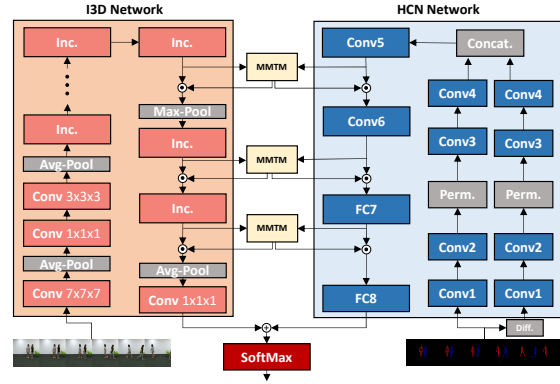 I3D Network
HCN Network
Inc.
Inc.
MMTM
Conv5
Concat.
Max-Pool
Conv4
Conv4
Inc.
Inc.
MMTM
Conv6
Conv3
Conv3
Avg-Pool
Conv 3x3x3
Inc.
MMTM
FC7
Perm.
Perm.
Conv 1x1x1
Conv2
Conv2
Avg-Pool
Avg-Pool
Conv 7x7x7
Conv 1x1x1
FC8
Conv1
Conv1
Diff.
SoftMax